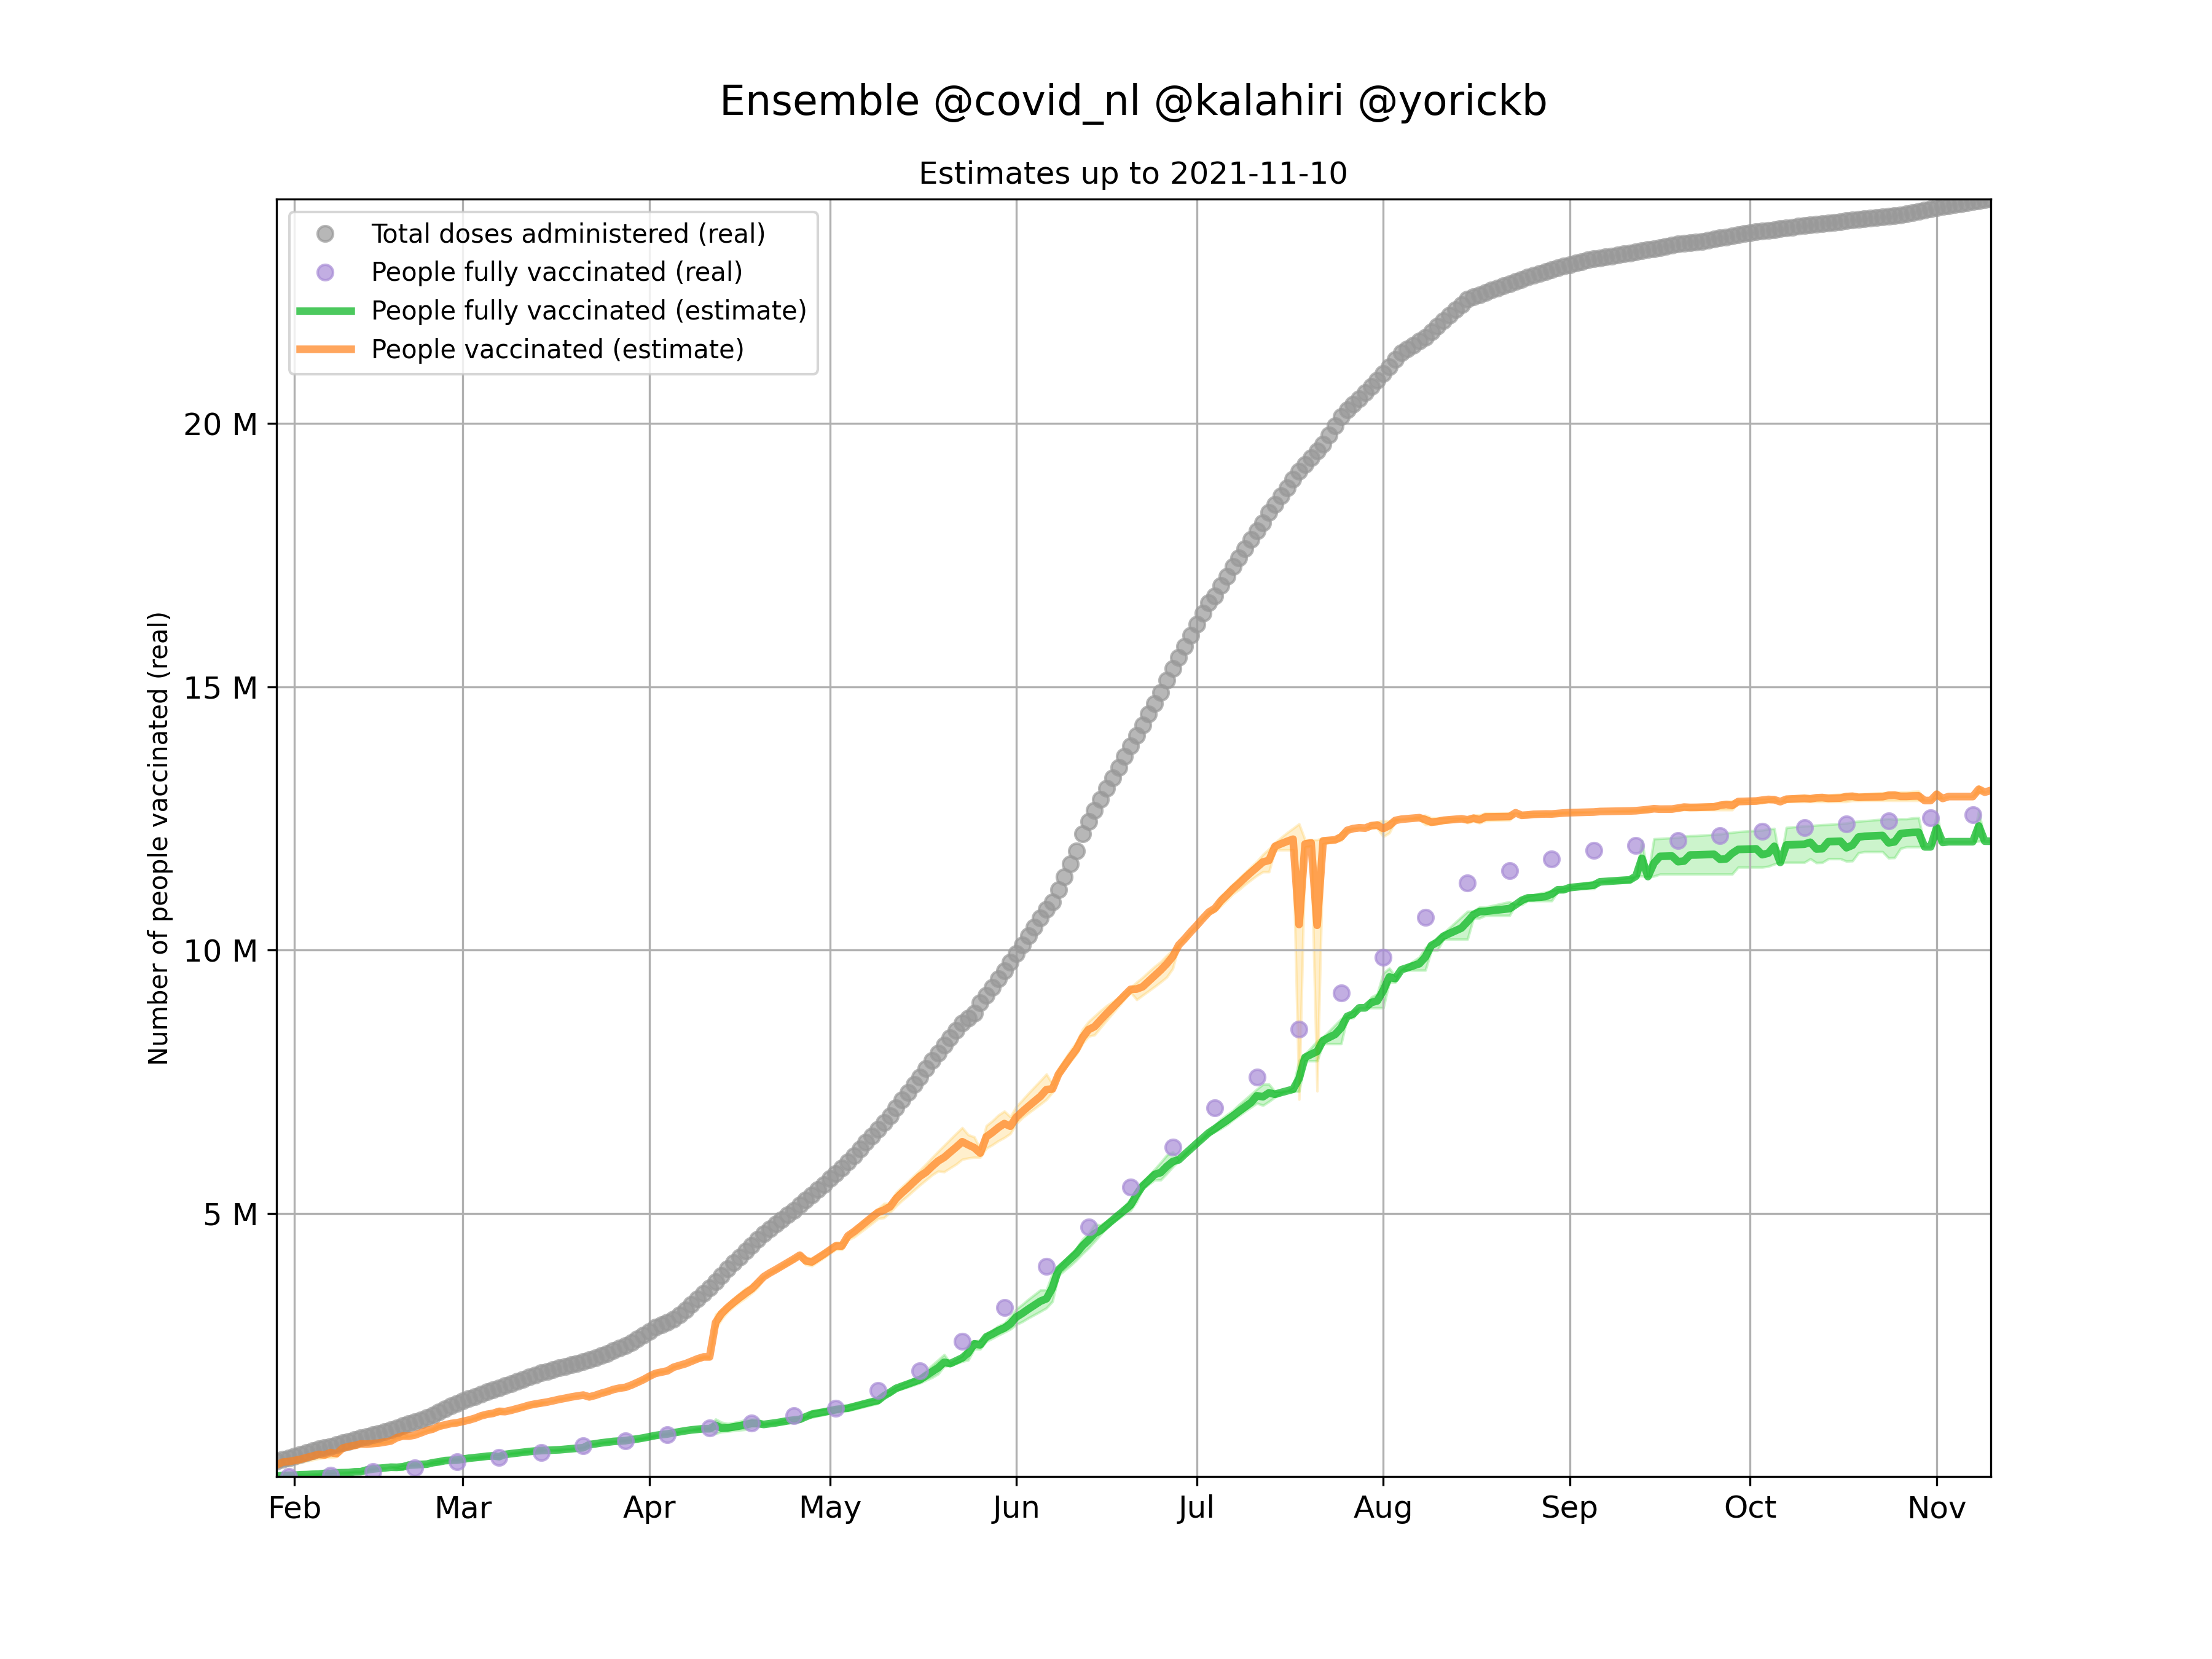 Ensemble @covid_nl @kalahiri @yorickb
Estimates up to 2021-11-10
Total doses administered (real)
People fully vaccinated (real)
People fully vaccinated (estimate)
People vaccinated (estimate)
Number of people vaccinated (real)
20 M
15 M
10 M
5 M
Feb Mar Apr May Jun Jul Aug Sep Oct Nov